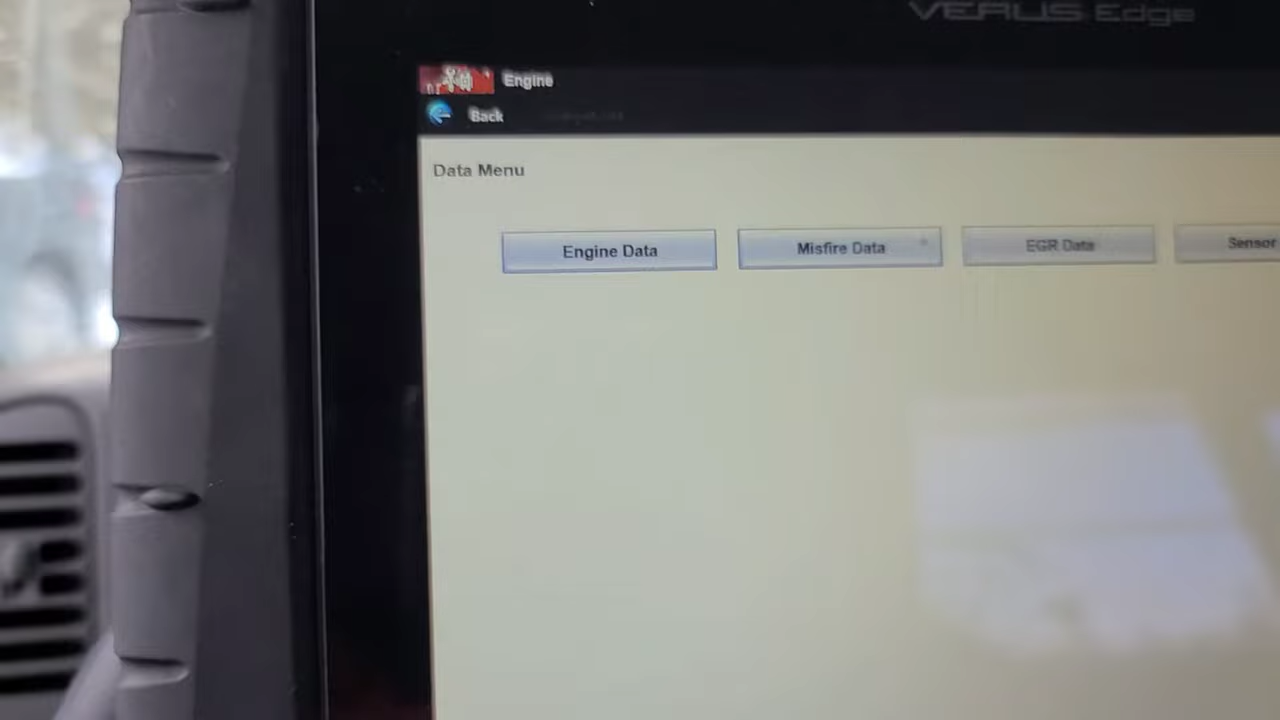 VERUS Edge
Engine
Back
Data Menu
Engine Data
Misfire Data
EGR Data
Sensor